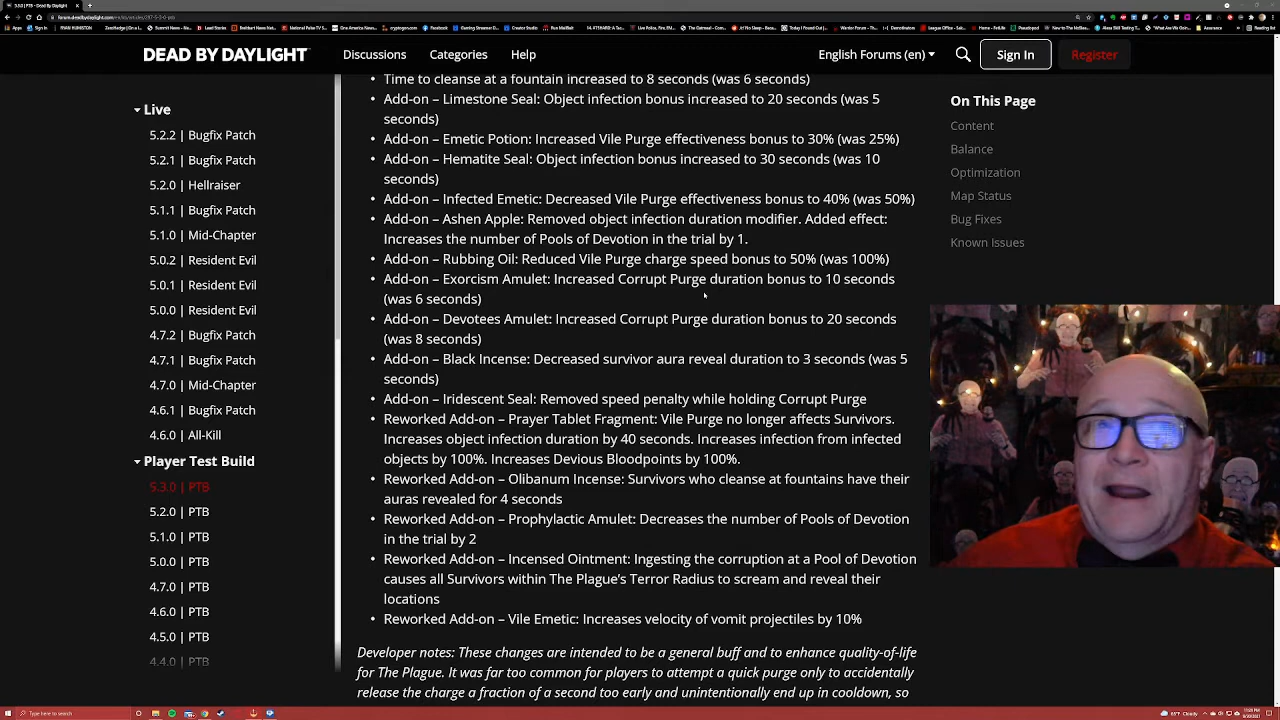 5.3.0 | PTB - Dead By Daylight
forum.deadbydaylight.com
DEAD BY DAYLIGHT
Discussions
Categories
Help
English Forums (en)
Sign In
Register
Live
5.2.2 | Bugfix Patch
5.2.1 | Bugfix Patch
5.2.0 | Hellraiser
5.1.1 | Bugfix Patch
5.1.0 | Mid-Chapter
5.0.2 | Resident Evil
5.0.1 | Resident Evil
5.0.0 | Resident Evil
4.7.2 | Bugfix Patch
4.7.1 | Bugfix Patch
4.7.0 | Mid-Chapter
4.6.1 | Bugfix Patch
4.6.0 | All-Kill
Player Test Build
5.3.0 | PTB
5.2.0 | PTB
5.1.0 | PTB
5.0.0 | PTB
4.7.0 | PTB
4.6.0 | PTB
4.5.0 | PTB
4.4.0 | PTB
• Time to cleanse at a fountain increased to 8 seconds (was 6 seconds)
• Add-on – Limestone Seal: Object infection bonus increased to 20 seconds (was 5
seconds)
• Add-on – Emetic Potion: Increased Vile Purge effectiveness bonus to 30% (was 25%)
• Add-on – Hematite Seal: Object infection bonus increased to 30 seconds (was 10
seconds)
• Add-on – Infected Emetic: Decreased Vile Purge effectiveness bonus to 40% (was 50%)
• Add-on – Ashen Apple: Removed object infection duration modifier. Added effect:
Increases the number of Pools of Devotion in the trial by 1.
• Add-on – Rubbing Oil: Reduced Vile Purge charge speed bonus to 50% (was 100%)
• Add-on – Exorcism Amulet: Increased Corrupt Purge duration bonus to 10 seconds
(was 6 seconds)
• Add-on – Devotees Amulet: Increased Corrupt Purge duration bonus to 20 seconds
(was 8 seconds)
• Add-on – Black Incense: Decreased survivor aura reveal duration to 3 seconds (was 5
seconds)
• Add-on – Iridescent Seal: Removed speed penalty while holding Corrupt Purge
• Reworked Add-on – Prayer Tablet Fragment: Vile Purge no longer affects Survivors.
Increases object infection duration by 40 seconds. Increases infection from infected
objects by 100%. Increases Devious Bloodpoints by 100%.
• Reworked Add-on – Olibanum Incense: Survivors who cleanse at fountains have their
auras revealed for 4 seconds
• Reworked Add-on – Prophylactic Amulet: Decreases the number of Pools of Devotion
in the trial by 2
• Reworked Add-on – Incensed Ointment: Ingesting the corruption at a Pool of Devotion
causes all Survivors within The Plague's Terror Radius to scream and reveal their
locations
• Reworked Add-on – Vile Emetic: Increases velocity of vomit projectiles by 10%
Developer notes: These changes are intended to be a general buff and to enhance quality-of-life
for The Plague. It was far too common for players to attempt a quick purge only to accidentally
release the charge a fraction of a second too early and unintentionally end up in cooldown, so
On This Page
Content
Balance
Optimization
Map Status
Bug Fixes
Known Issues
Type here to search